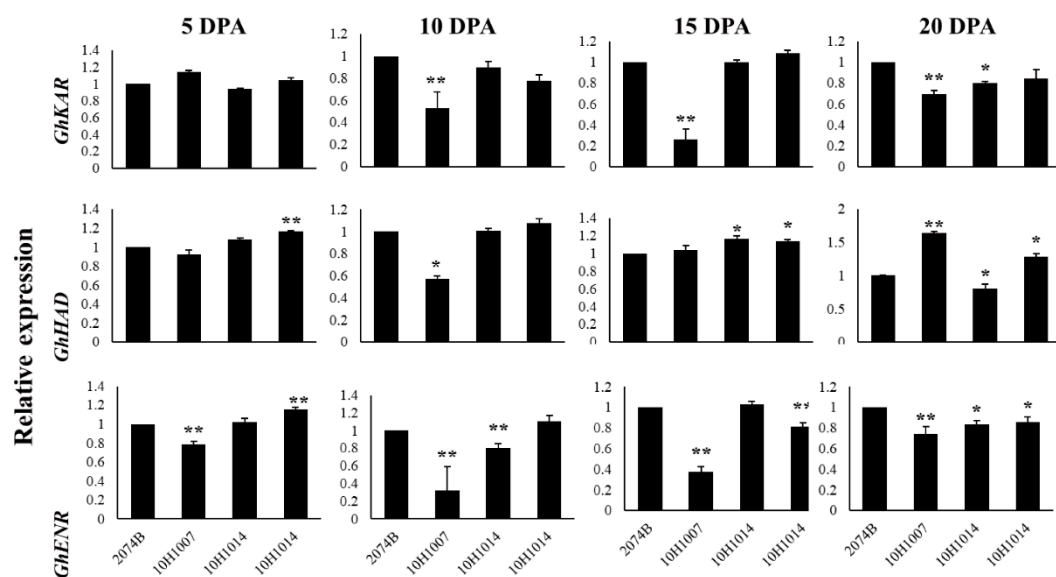 5 DPA 10 DPA 15 DPA 20 DPA
Relative expression
GhKAR
1.4 1.2 1 0.8 0.6 0.4 0.2 0
1.2 1 0.8 0.6 0.4 0.2 0
** 
1.2 1 0.8 0.6 0.4 0.2 0
**
1.2 1 0.8 0.6 0.4 0.2 0
** *
GhHAD
1.4 1.2 1 0.8 0.6 0.4 0.2 0
**
1.2 1 0.8 0.6 0.4 0.2 0
*
1.4 1.2 1 0.8 0.6 0.4 0.2 0
* *
2 1.5 1 0.5 0
** * *
GhENR
1.4 1.2 1 0.8 0.6 0.4 0.2 0
** **
1.4 1.2 1 0.8 0.6 0.4 0.2 0
** **
1.2 1 0.8 0.6 0.4 0.2 0
** **
1.2 1 0.8 0.6 0.4 0.2 0
** * *
2074B 10H1007 10H1014 10H1014
2074B 10H1007 10H1014 10H1014
2074B 10H1007 10H1014 10H1014
2074B 10H1007 10H1014 10H1014